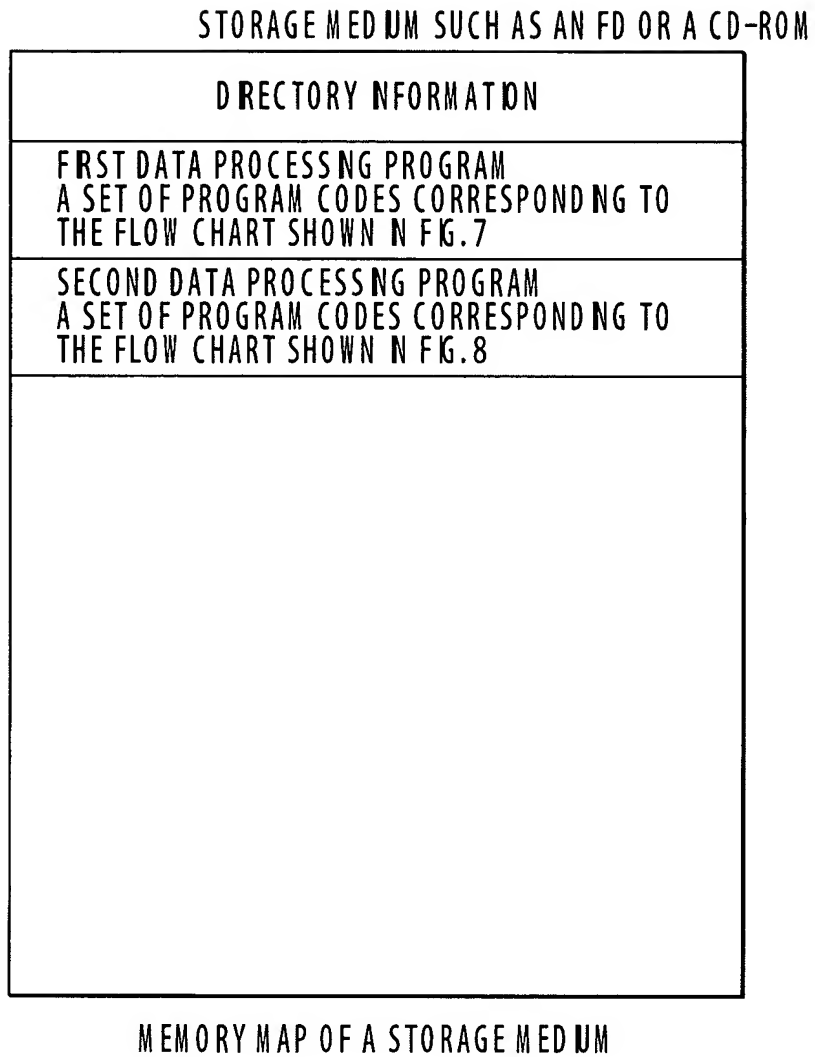 STORAGE MEDIUM SUCH AS AN FD OR A CD-ROM
DIRECTORY INFORMATION
FIRST DATA PROCESSING PROGRAM
A SET OF PROGRAM CODES CORRESPONDING TO
THE FLOW CHART SHOWN IN FIG.7
SECOND DATA PROCESSING PROGRAM
A SET OF PROGRAM CODES CORRESPONDING TO
THE FLOW CHART SHOWN IN FIG.8
MEMORY MAP OF A STORAGE MEDIUM